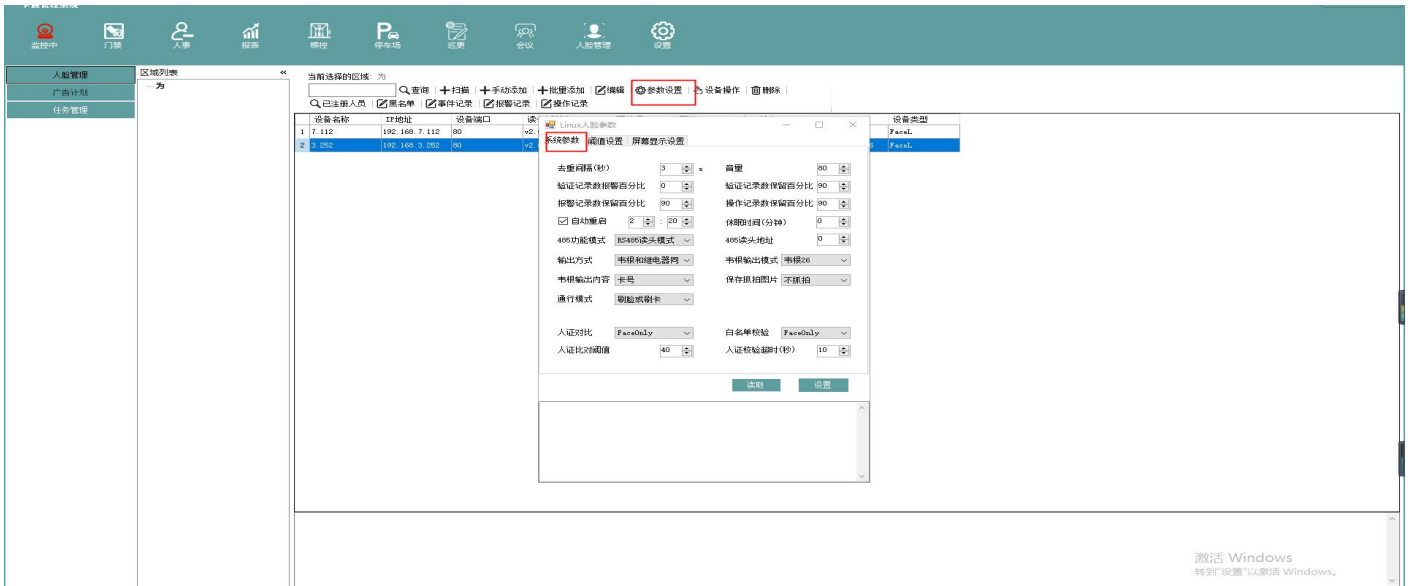 监控中 门禁 人事 报表 梯控 停车场 巡更 会议 人脸管理 设置
人脸管理
广告计划
任务管理
区域列表 «
为
当前选择的区域: 为
查询 扫描 手动添加 批量添加 编辑 参数设置 设备操作 删除
已注册人员 黑名单 事件记录 报警记录 操作记录
设备名称 IP地址 设备端口 设备类型
1 7.112 192.168.7.112 80 v2. FaceL
2 3.252 192.168.3.252 80 v2. 6 FaceL
Linux人脸参数
系统参数 阈值设置 屏幕显示设置
去重间隔(秒) 3 s 音量 80
验证记录数报警百分比 0 验证记录数保留百分比 90
报警记录数保留百分比 90 操作记录数保留百分比 90
自动重启 2 : 20 休眠时间(分钟) 0
485功能模式 RS485读头模式 485读头地址 0
输出方式 韦根和继电器同 韦根输出模式 韦根26
韦根输出内容 卡号 保存抓拍图片 不抓拍
通行模式 刷脸或刷卡
人证对比 FaceOnly 白名单校验 FaceOnly
人证比对阈值 40 人证校验超时(秒) 10
读取 设置
激活 Windows
转到"设置"以激活 Windows。